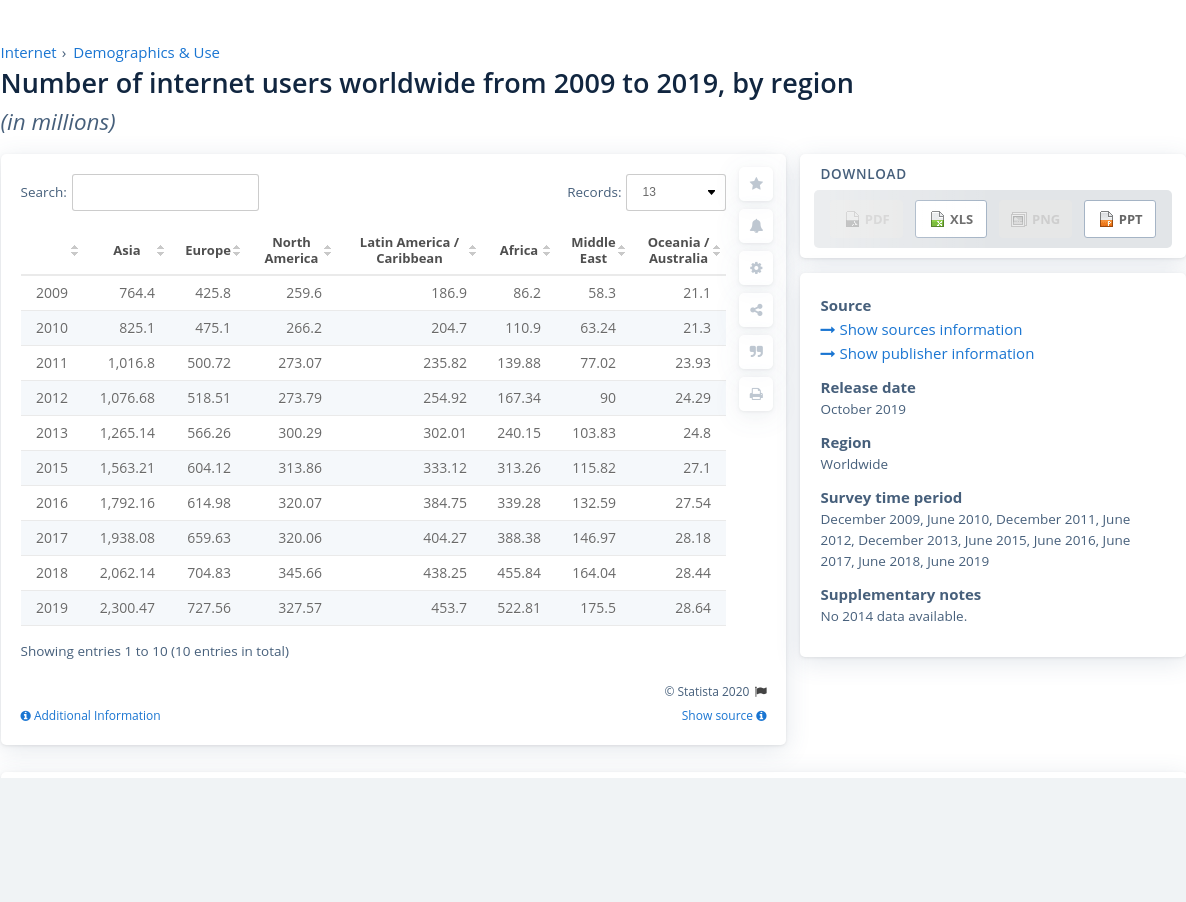 Internet › Demographics & Use
Number of internet users worldwide from 2009 to 2019, by region
(in millions)
Search:
Records: 13
Asia Europe North America Latin America / Caribbean Africa Middle East Oceania / Australia
2009 764.4 425.8 259.6 186.9 86.2 58.3 21.1
2010 825.1 475.1 266.2 204.7 110.9 63.24 21.3
2011 1,016.8 500.72 273.07 235.82 139.88 77.02 23.93
2012 1,076.68 518.51 273.79 254.92 167.34 90 24.29
2013 1,265.14 566.26 300.29 302.01 240.15 103.83 24.8
2015 1,563.21 604.12 313.86 333.12 313.26 115.82 27.1
2016 1,792.16 614.98 320.07 384.75 339.28 132.59 27.54
2017 1,938.08 659.63 320.06 404.27 388.38 146.97 28.18
2018 2,062.14 704.83 345.66 438.25 455.84 164.04 28.44
2019 2,300.47 727.56 327.57 453.7 522.81 175.5 28.64
Showing entries 1 to 10 (10 entries in total)
© Statista 2020
Additional Information
Show source
DOWNLOAD
PDF XLS PNG PPT
Source
Show sources information
Show publisher information
Release date
October 2019
Region
Worldwide
Survey time period
December 2009, June 2010, December 2011, June
2012, December 2013, June 2015, June 2016, June
2017, June 2018, June 2019
Supplementary notes
No 2014 data available.